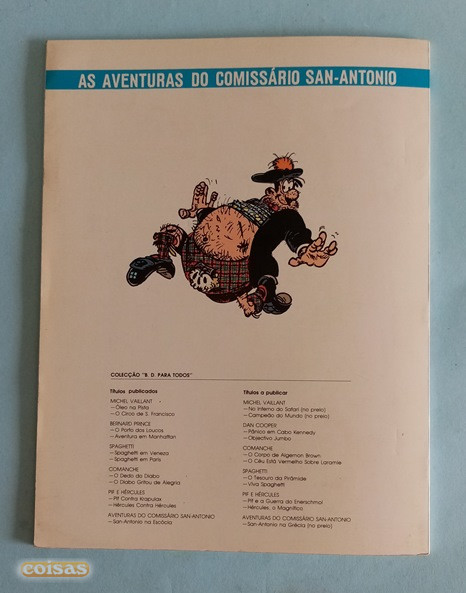 AS AVENTURAS DO COMISSÁRIO SAN-ANTONIO
COLECÇÃO "B. D. PARA TODOS"
Títulos publicados
MICHEL VAILLANT
—Óleo na Pista
—O Circo de S. Francisco
BERNARD PRINCE
—O Porto dos Loucos
—Aventura em Manhattan
SPAGHETTI
—Spaghetti em Veneza
—Spaghetti em Paris
COMANCHE
—O Dedo do Diabo
—O Diabo Gritou de Alegria
PIF E HÉRCULES
—Pif Contra Krapulax
—Hércules Contra Hércules
AVENTURAS DO COMISSÁRIO SAN-ANTONIO
—San-Antonio na Escócia
Títulos a publicar
MICHEL VAILLANT
—No Inferno do Safari (no prelo)
—Campeão do Mundo (no prelo)
DAN COOPER
—Pânico em Cabo Kennedy
—Objectivo Jumbo
COMANCHE
—O Corpo de Algernon Brown
—O Céu Está Vermelho Sobre Laramie
SPAGHETTI
—O Tesouro da Pirâmide
—Viva Spaghetti
PIF E HÉRCULES
—Pif e a Guerra do Enerschmol
—Hércules, o Magnífico
AVENTURAS DO COMISSÁRIO SAN-ANTONIO
—San-Antonio na Grécia (no prelo)
coisas